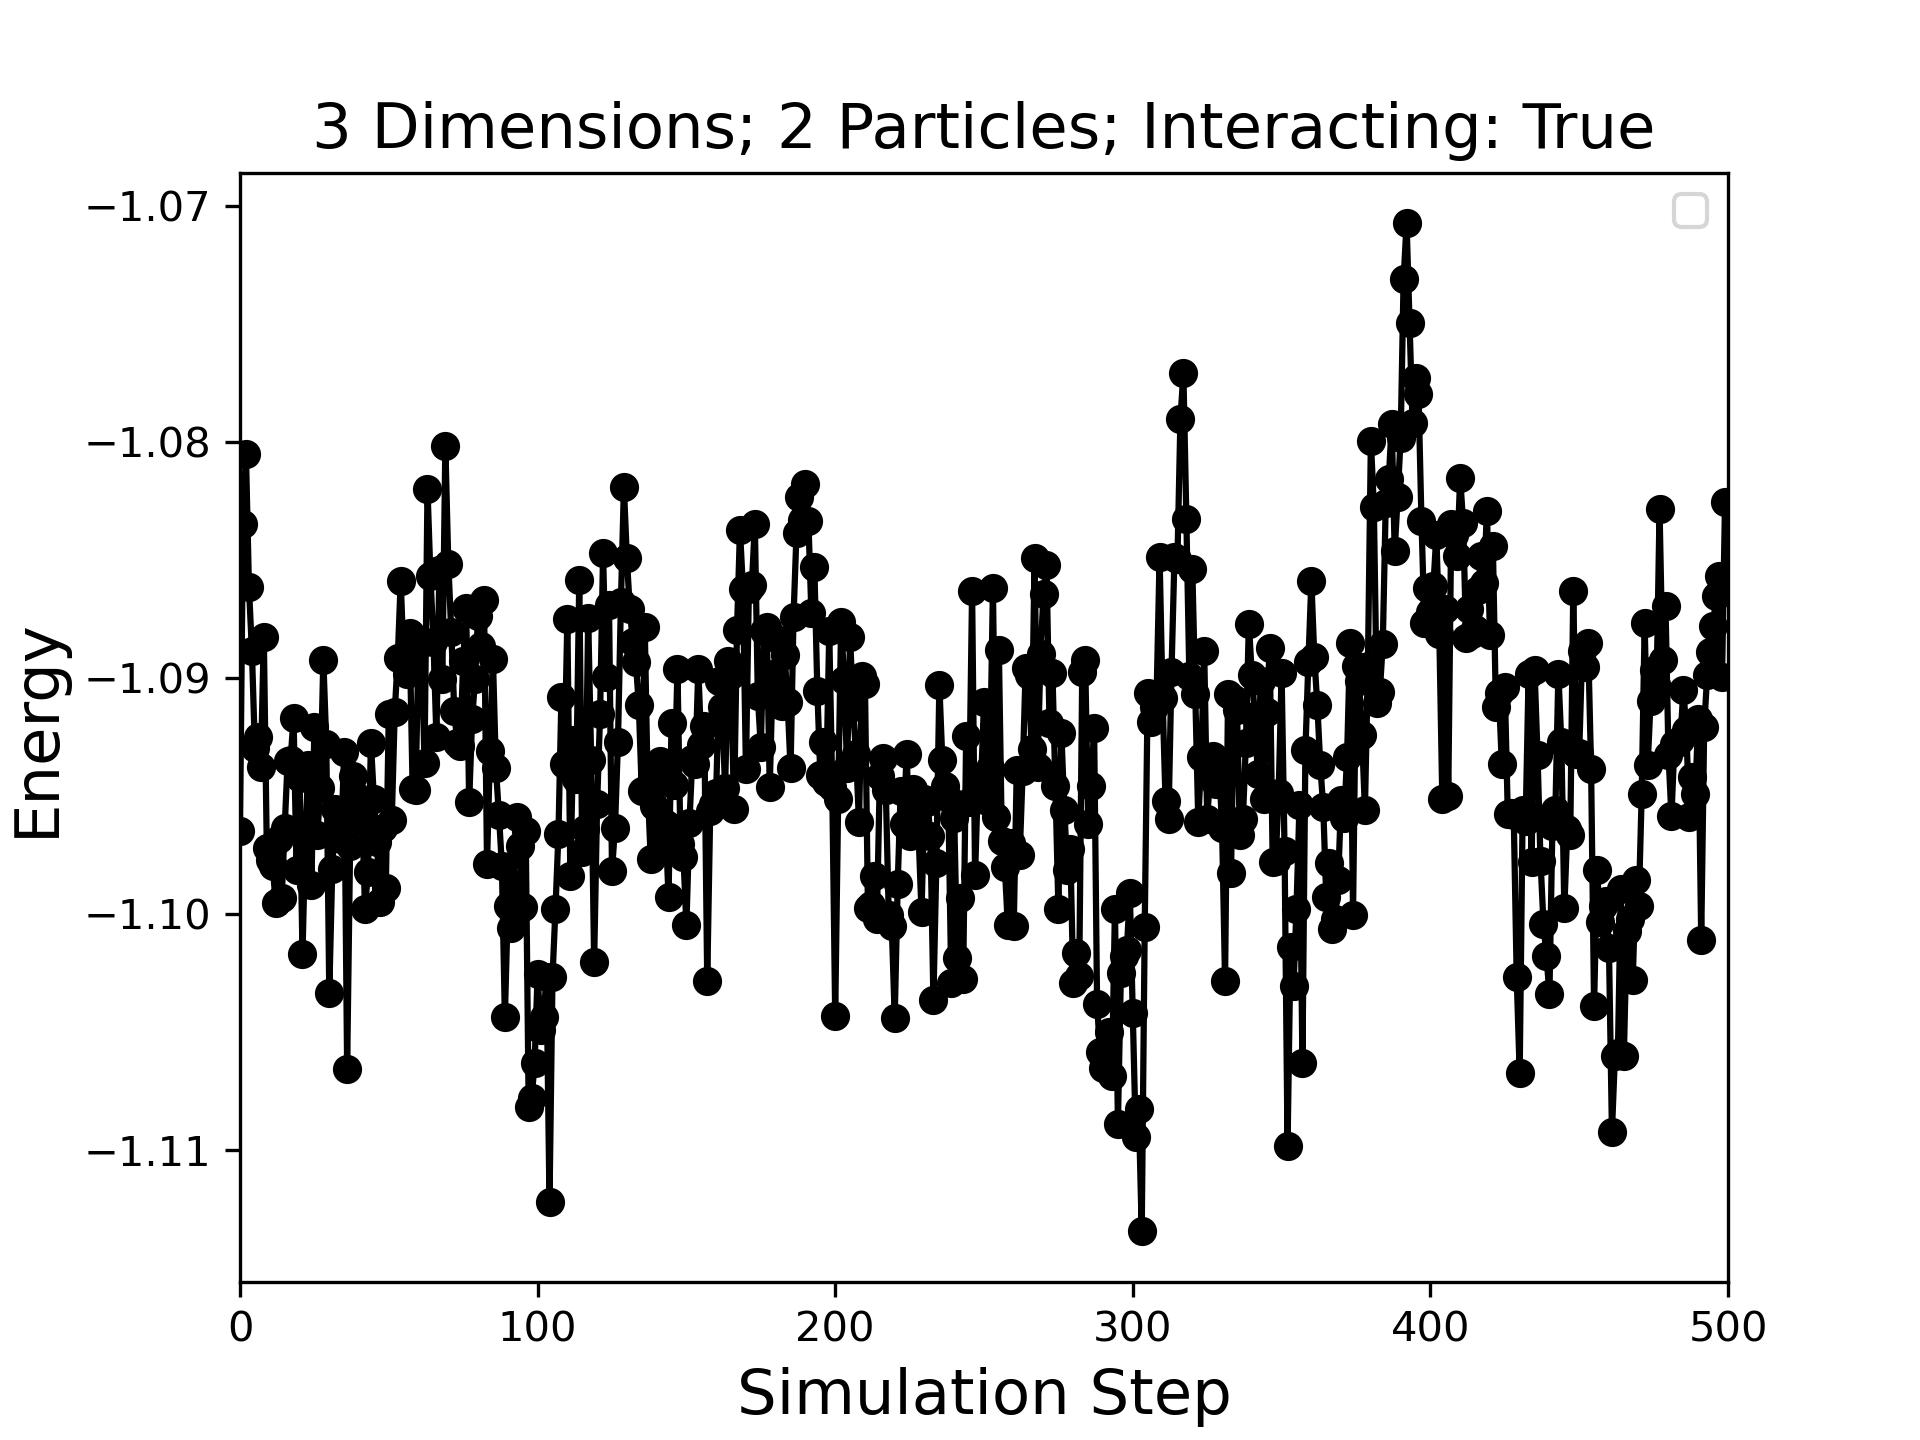 3 Dimensions; 2 Particles; Interacting: True
Energy
−1.07
−1.08
−1.09
−1.10
−1.11
0 100 200 300 400 500
Simulation Step